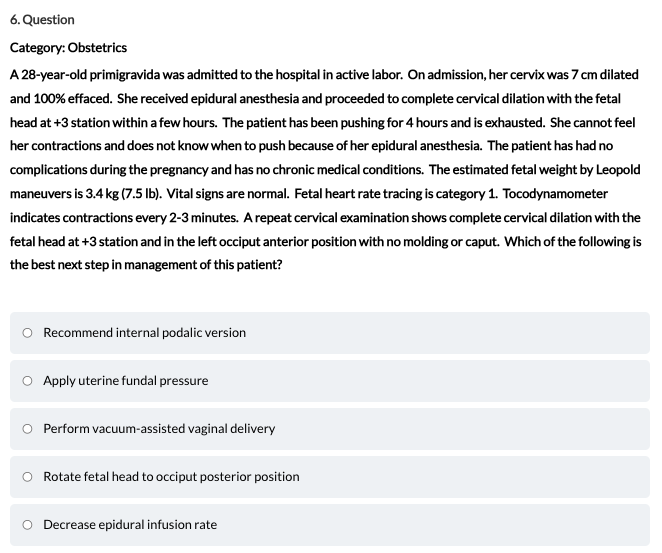 6. Question
Category: Obstetrics
A 28-year-old primigravida was admitted to the hospital in active labor. On admission, her cervix was 7 cm dilated
and 100% effaced. She received epidural anesthesia and proceeded to complete cervical dilation with the fetal
head at +3 station within a few hours. The patient has been pushing for 4 hours and is exhausted. She cannot feel
her contractions and does not know when to push because of her epidural anesthesia. The patient has had no
complications during the pregnancy and has no chronic medical conditions. The estimated fetal weight by Leopold
maneuvers is 3.4 kg (7.5 lb). Vital signs are normal. Fetal heart rate tracing is category 1. Tocodynamometer
indicates contractions every 2-3 minutes. A repeat cervical examination shows complete cervical dilation with the
fetal head at +3 station and in the left occiput anterior position with no molding or caput. Which of the following is
the best next step in management of this patient?
Recommend internal podalic version
Apply uterine fundal pressure
Perform vacuum-assisted vaginal delivery
Rotate fetal head to occiput posterior position
Decrease epidural infusion rate